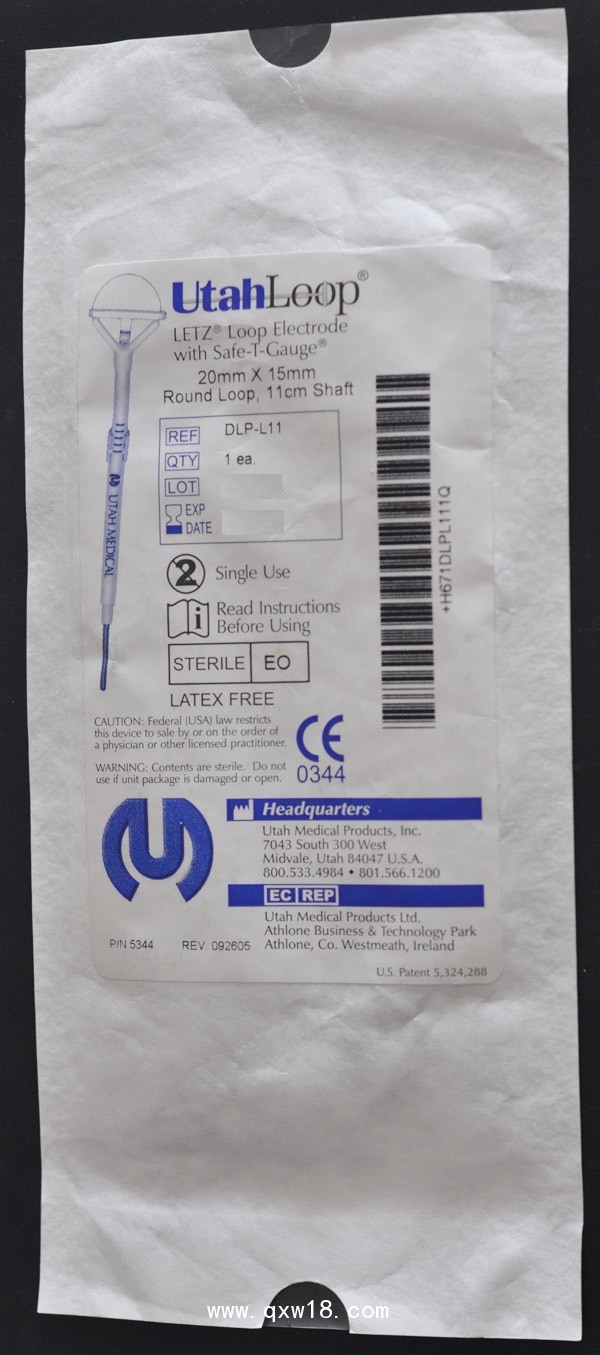 UtahLoop®
LETZ® Loop Electrode
with Safe-T-Gauge®
20mm X 15mm
Round Loop, 11cm Shaft
REF DLP-L11
QTY 1 ea.
LOT
EXP
DATE
2 Single Use
i Read Instructions
Before Using
STERILE EO
LATEX FREE
CAUTION: Federal (USA) law restricts
this device to sale by or on the order of
a physician or other licensed practitioner.
WARNING: Contents are sterile. Do not
use if unit package is damaged or open.
CE
0344
+H671DLPL111Q
UTAH MEDICAL
Headquarters
Utah Medical Products, Inc.
7043 South 300 West
Midvale, Utah 84047 U.S.A.
800.533.4984 • 801.566.1200
EC REP
Utah Medical Products Ltd.
Athlone Business & Technology Park
Athlone, Co. Westmeath, Ireland
P/N 5344 REV 092605
U.S. Patent 5,324,288
www.qxw18.com